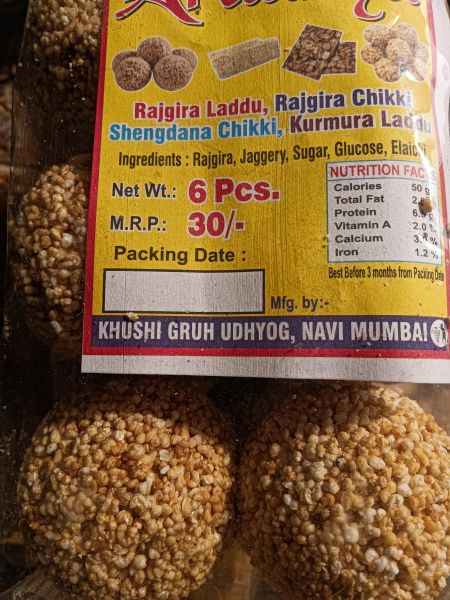 Rajgira Laddu, Rajgira Chikki
Shengdana Chikki, Kurmura Laddu
Ingredients : Rajgira, Jaggery, Sugar, Glucose, Elaichi
Net Wt.: 6 Pcs.
M.R.P.: 30/-
Packing Date :
NUTRITION FACTS
Calories 50 g
Total Fat
Protein
Vitamin A 2.0 %
Calcium
Iron 1.2 %
Best Before 3 months from Packing Date
Mfg. by:-
KHUSHI GRUH UDHYOG, NAVI MUMBAI